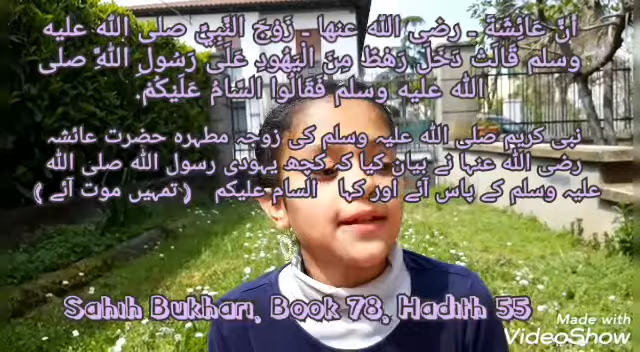 أَنَّ عَائِشَةَ ـ رضى الله عنها ـ زَوْجَ النَّبِيِّ صلى الله عليه
وسلم قَالَتْ دَخَلَ رَهْطٌ مِنَ الْيَهُودِ عَلَى رَسُولِ اللَّهِ صلى
الله عليه وسلم فَقَالُوا السَّامُ عَلَيْكُمْ‏.‏
نبی کریم صلی اللہ علیہ وسلم کی زوجہ مطہرہ حضرت عائشہ
رضی اللہ عنہا نے بیان کیا کہ کچھ یہودی رسول اللہ صلی اللہ
علیہ وسلم کے پاس آئے اور کہا السام علیکم ( تمہیں موت آئے )
Sahih Bukhari, Book 78, Hadith 55
Made with
VideoShow